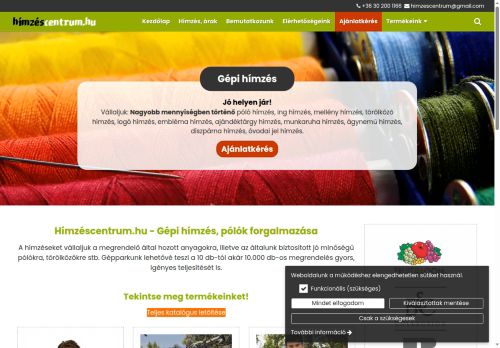 +36 30 200 1166 himzescentrum@gmail.com
hímzéscentrum.hu
Kezdőlap Hímzés, árak Bemutatkozunk Elérhetőségeink Ajánlatkérés Termékeink
Gépi hímzés
Jó helyen jár!
Vállaljuk: Nagyobb mennyiségben történő póló hímzés, ing hímzés, mellény hímzés, törölköző
hímzés, logó hímzés, embléma hímzés, ajándéktárgy hímzés, munkaruha hímzés, ágynemű hímzés,
díszpárna hímzés, óvodai jel hímzés.
Ajánlatkérés
Hímzéscentrum.hu - Gépi hímzés, pólók forgalmazása
A hímzéseket vállaljuk a megrendelő által hozott anyagokra, illetve az általunk biztosított jó minőségű
pólókra, törölközőkre stb. Gépparkunk lehetővé teszi a 10 db-tól akár 10.000 db-os megrendelés gyors,
igényes teljesítését is.
Tekintse meg termékeinket!
Teljes katalógus letöltése
Weboldalunk a működéshez elengedhetetlen sütiket használ.
Funkcionális (szükséges)
Mindet elfogadom
Kiválasztottak mentése
Csak a szükségesek
További információ